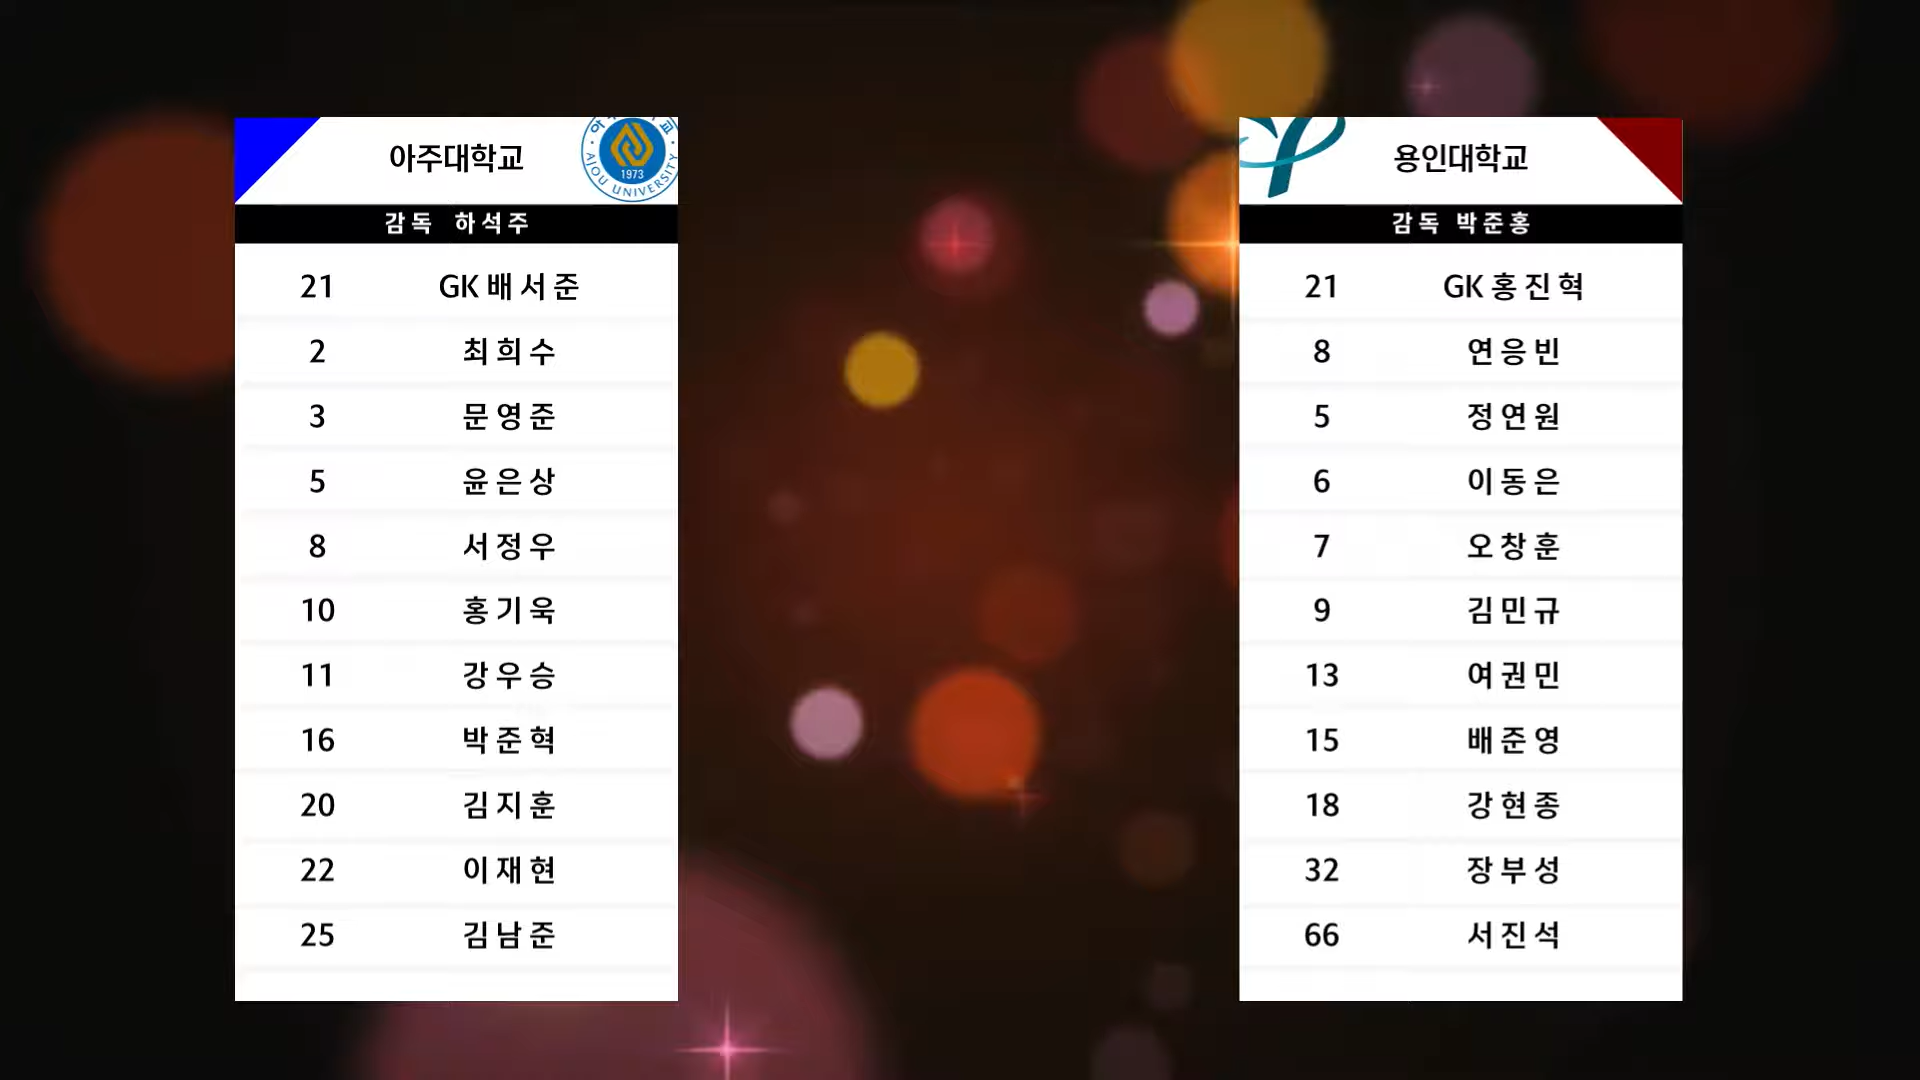 아주대학교
AJOU UNIVERSITY
1973
감독 하석주
21 GK 배서준
2 최희수
3 문영준
5 윤은상
8 서정우
10 홍기욱
11 강우승
16 박준혁
20 김지훈
22 이재현
25 김남준
용인대학교
감독 박준홍
21 GK 홍진혁
8 연응빈
5 정연원
6 이동은
7 오창훈
9 김민규
13 여권민
15 배준영
18 강현종
32 장부성
66 서진석